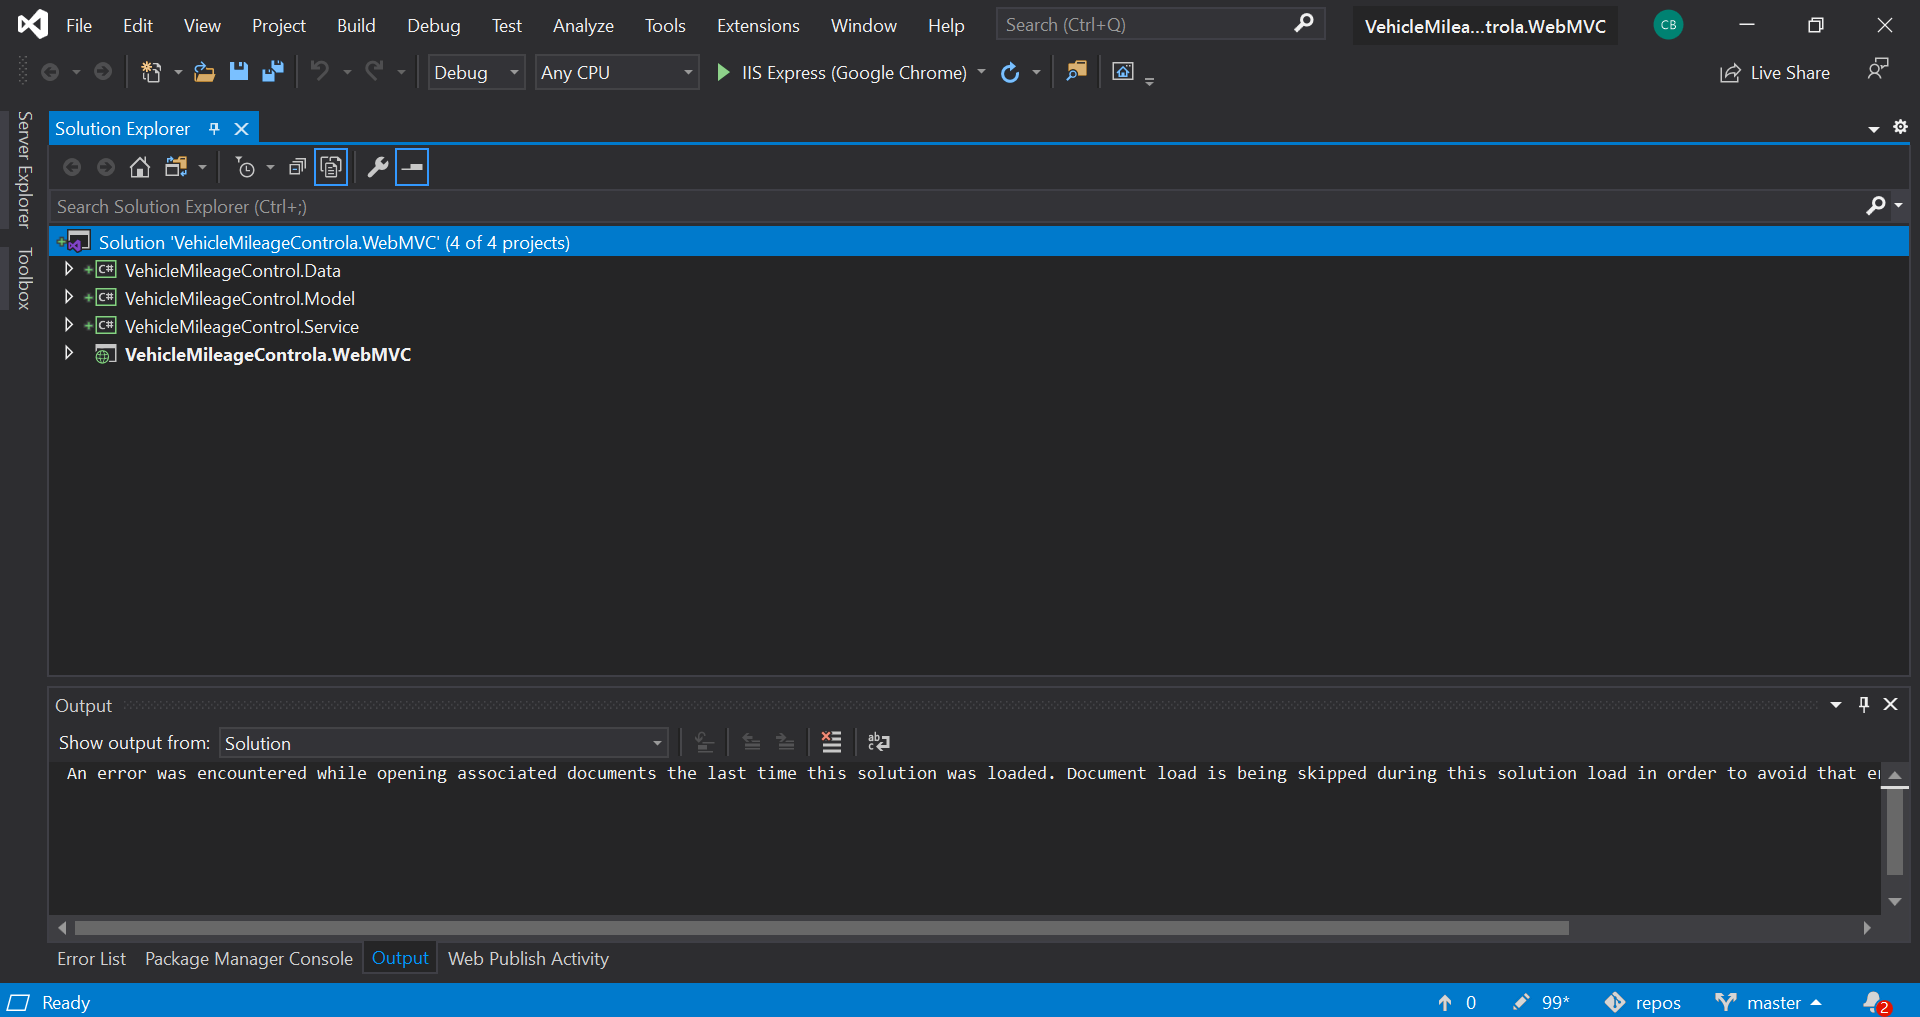 File Edit View Project Build Debug Test Analyze Tools Extensions Window Help Search (Ctrl+Q) VehicleMilea...trola.WebMVC CB
Debug Any CPU IIS Express (Google Chrome) Live Share
Server Explorer
Toolbox
Solution Explorer
Search Solution Explorer (Ctrl+;)
Solution 'VehicleMileageControla.WebMVC' (4 of 4 projects)
C# VehicleMileageControl.Data
C# VehicleMileageControl.Model
C# VehicleMileageControl.Service
VehicleMileageControla.WebMVC
Output
Show output from: Solution
An error was encountered while opening associated documents the last time this solution was loaded. Document load is being skipped during this solution load in order to avoid that
Error List Package Manager Console Output Web Publish Activity
Ready 0 99* repos master 2